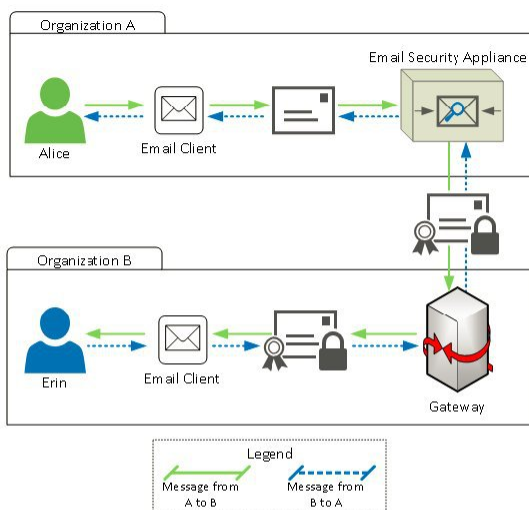 Organization A
Email Security Appliance
Alice
Email Client
Organization B
Erin
Email Client
Gateway
Legend
Message from
A to B
Message from
B to A